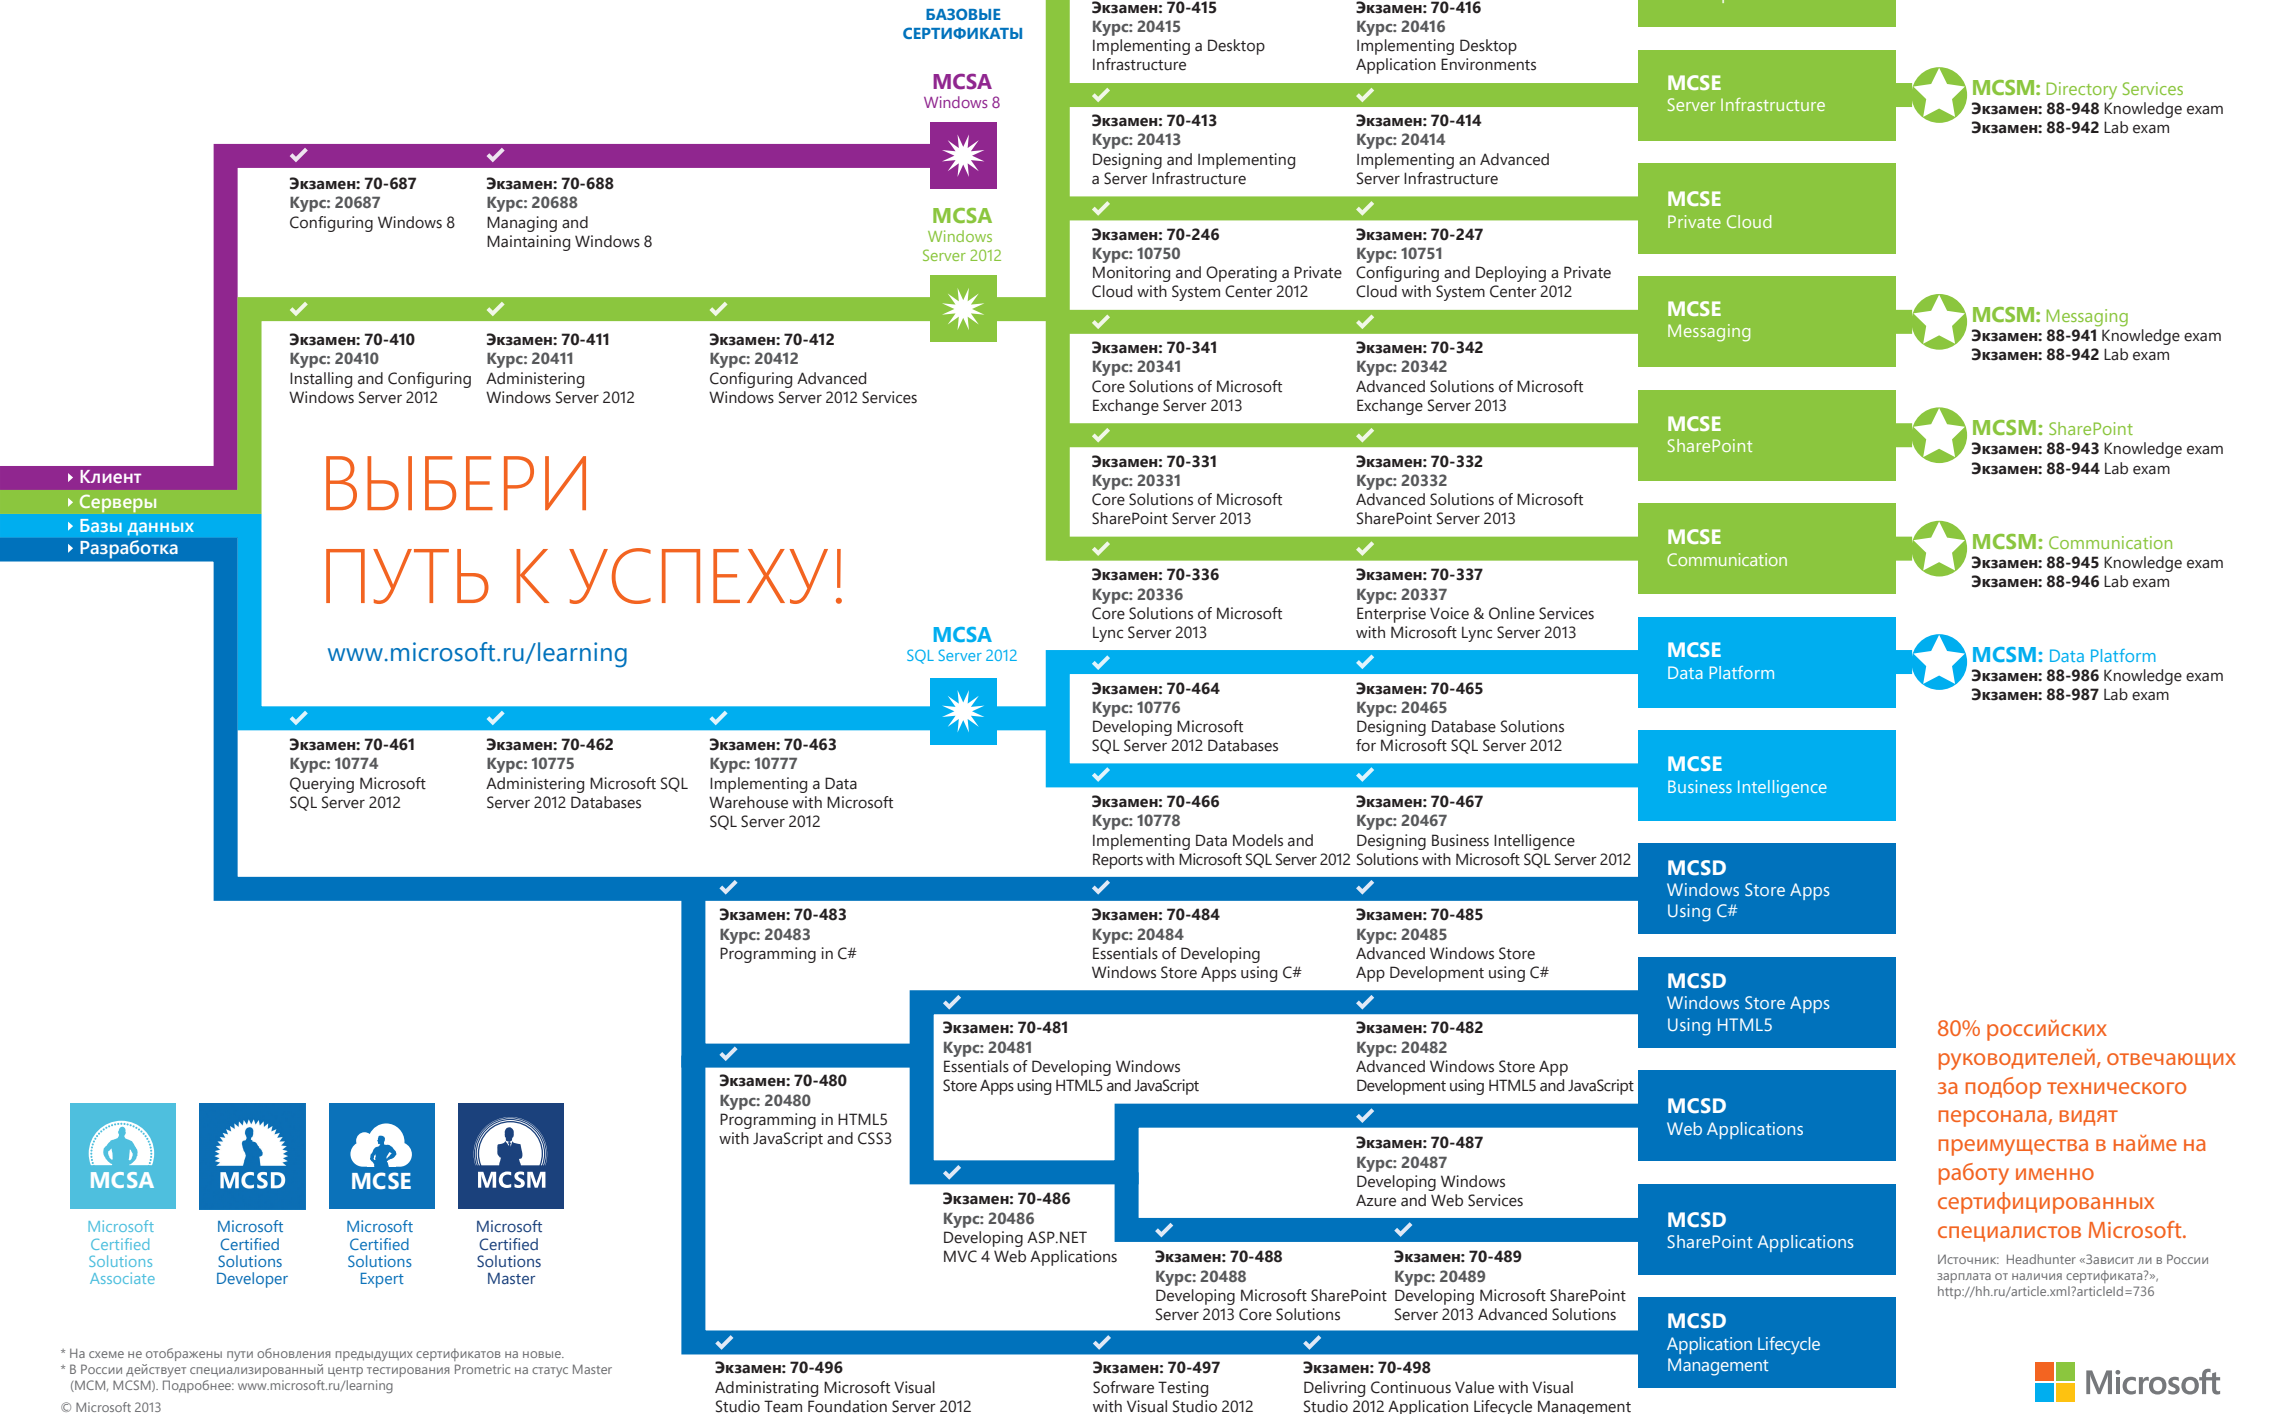 БАЗОВЫЕ
СЕРТИФИКАТЫ
MCSA
Windows 8
Экзамен: 70-687
Курс: 20687
Configuring Windows 8
Экзамен: 70-688
Курс: 20688
Managing and
Maintaining Windows 8
MCSA
Windows
Server 2012
Экзамен: 70-410
Курс: 20410
Installing and Configuring
Windows Server 2012
Экзамен: 70-411
Курс: 20411
Administering
Windows Server 2012
Экзамен: 70-412
Курс: 20412
Configuring Advanced
Windows Server 2012 Services
Клиент
Серверы
Базы данных
Разработка
ВЫБЕРИ
ПУТЬ К УСПЕХУ!
www.microsoft.ru/learning
MCSA
SQL Server 2012
Экзамен: 70-461
Курс: 10774
Querying Microsoft
SQL Server 2012
Экзамен: 70-462
Курс: 10775
Administering Microsoft SQL
Server 2012 Databases
Экзамен: 70-463
Курс: 10777
Implementing a Data
Warehouse with Microsoft
SQL Server 2012
Экзамен: 70-415
Курс: 20415
Implementing a Desktop
Infrastructure
Экзамен: 70-416
Курс: 20416
Implementing Desktop
Application Environments
Экзамен: 70-413
Курс: 20413
Designing and Implementing
a Server Infrastructure
Экзамен: 70-414
Курс: 20414
Implementing an Advanced
Server Infrastructure
MCSE
Server Infrastructure
MCSM: Directory Services
Экзамен: 88-948 Knowledge exam
Экзамен: 88-942 Lab exam
Экзамен: 70-246
Курс: 10750
Monitoring and Operating a Private
Cloud with System Center 2012
Экзамен: 70-247
Курс: 10751
Configuring and Deploying a Private
Cloud with System Center 2012
MCSE
Private Cloud
Экзамен: 70-341
Курс: 20341
Core Solutions of Microsoft
Exchange Server 2013
Экзамен: 70-342
Курс: 20342
Advanced Solutions of Microsoft
Exchange Server 2013
MCSE
Messaging
MCSM: Messaging
Экзамен: 88-941 Knowledge exam
Экзамен: 88-942 Lab exam
Экзамен: 70-331
Курс: 20331
Core Solutions of Microsoft
SharePoint Server 2013
Экзамен: 70-332
Курс: 20332
Advanced Solutions of Microsoft
SharePoint Server 2013
MCSE
SharePoint
MCSM: SharePoint
Экзамен: 88-943 Knowledge exam
Экзамен: 88-944 Lab exam
Экзамен: 70-336
Курс: 20336
Core Solutions of Microsoft
Lync Server 2013
Экзамен: 70-337
Курс: 20337
Enterprise Voice & Online Services
with Microsoft Lync Server 2013
MCSE
Communication
MCSM: Communication
Экзамен: 88-945 Knowledge exam
Экзамен: 88-946 Lab exam
Экзамен: 70-464
Курс: 10776
Developing Microsoft
SQL Server 2012 Databases
Экзамен: 70-465
Курс: 20465
Designing Database Solutions
for Microsoft SQL Server 2012
MCSE
Data Platform
MCSM: Data Platform
Экзамен: 88-986 Knowledge exam
Экзамен: 88-987 Lab exam
Экзамен: 70-466
Курс: 10778
Implementing Data Models and
Reports with Microsoft SQL Server 2012
Экзамен: 70-467
Курс: 20467
Designing Business Intelligence
Solutions with Microsoft SQL Server 2012
MCSE
Business Intelligence
Экзамен: 70-483
Курс: 20483
Programming in C#
Экзамен: 70-484
Курс: 20484
Essentials of Developing
Windows Store Apps using C#
Экзамен: 70-485
Курс: 20485
Advanced Windows Store
App Development using C#
MCSD
Windows Store Apps
Using C#
Экзамен: 70-480
Курс: 20480
Programming in HTML5
with JavaScript and CSS3
Экзамен: 70-481
Курс: 20481
Essentials of Developing Windows
Store Apps using HTML5 and JavaScript
Экзамен: 70-482
Курс: 20482
Advanced Windows Store App
Development using HTML5 and JavaScript
MCSD
Windows Store Apps
Using HTML5
Экзамен: 70-486
Курс: 20486
Developing ASP.NET
MVC 4 Web Applications
Экзамен: 70-487
Курс: 20487
Developing Windows
Azure and Web Services
MCSD
Web Applications
Экзамен: 70-488
Курс: 20488
Developing Microsoft SharePoint
Server 2013 Core Solutions
Экзамен: 70-489
Курс: 20489
Developing Microsoft SharePoint
Server 2013 Advanced Solutions
MCSD
SharePoint Applications
Экзамен: 70-496
Administrating Microsoft Visual
Studio Team Foundation Server 2012
Экзамен: 70-497
Sofrware Testing
with Visual Studio 2012
Экзамен: 70-498
Delivring Continuous Value with Visual
Studio 2012 Application Lifecycle Management
MCSD
Application Lifecycle
Management
80% российских
руководителей, отвечающих
за подбор технического
персонала, видят
преимущества в найме на
работу именно
сертифицированных
специалистов Microsoft.
Источник: Headhunter «Зависит ли в России
зарплата от наличия сертификата?»,
http://hh.ru/article.xml?articleId=736
MCSA
Microsoft
Certified
Solutions
Associate
MCSD
Microsoft
Certified
Solutions
Developer
MCSE
Microsoft
Certified
Solutions
Expert
MCSM
Microsoft
Certified
Solutions
Master
* На схеме не отображены пути обновления предыдущих сертификатов на новые.
* В России действует специализированный центр тестирования Prometric на статус Master
(MCM, MCSM). Подробнее: www.microsoft.ru/learning
© Microsoft 2013
Microsoft